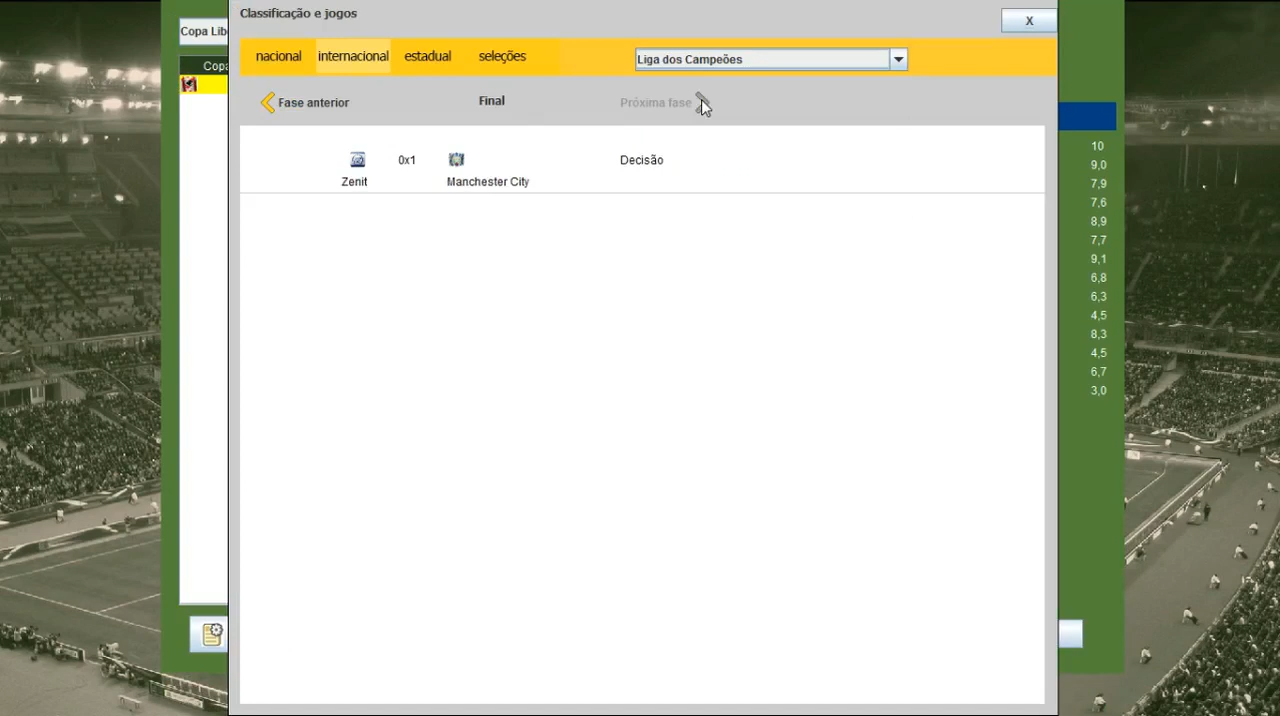 Classificação e jogos
X
Copa Lib
nacional internacional estadual seleções Liga dos Campeões
Copa
Fase anterior Final Próxima fase
0x1 Decisão
Zenit Manchester City
10
9,0
7,9
7,6
8,9
7,7
9,1
6,8
6,3
4,5
8,3
4,5
6,7
3,0